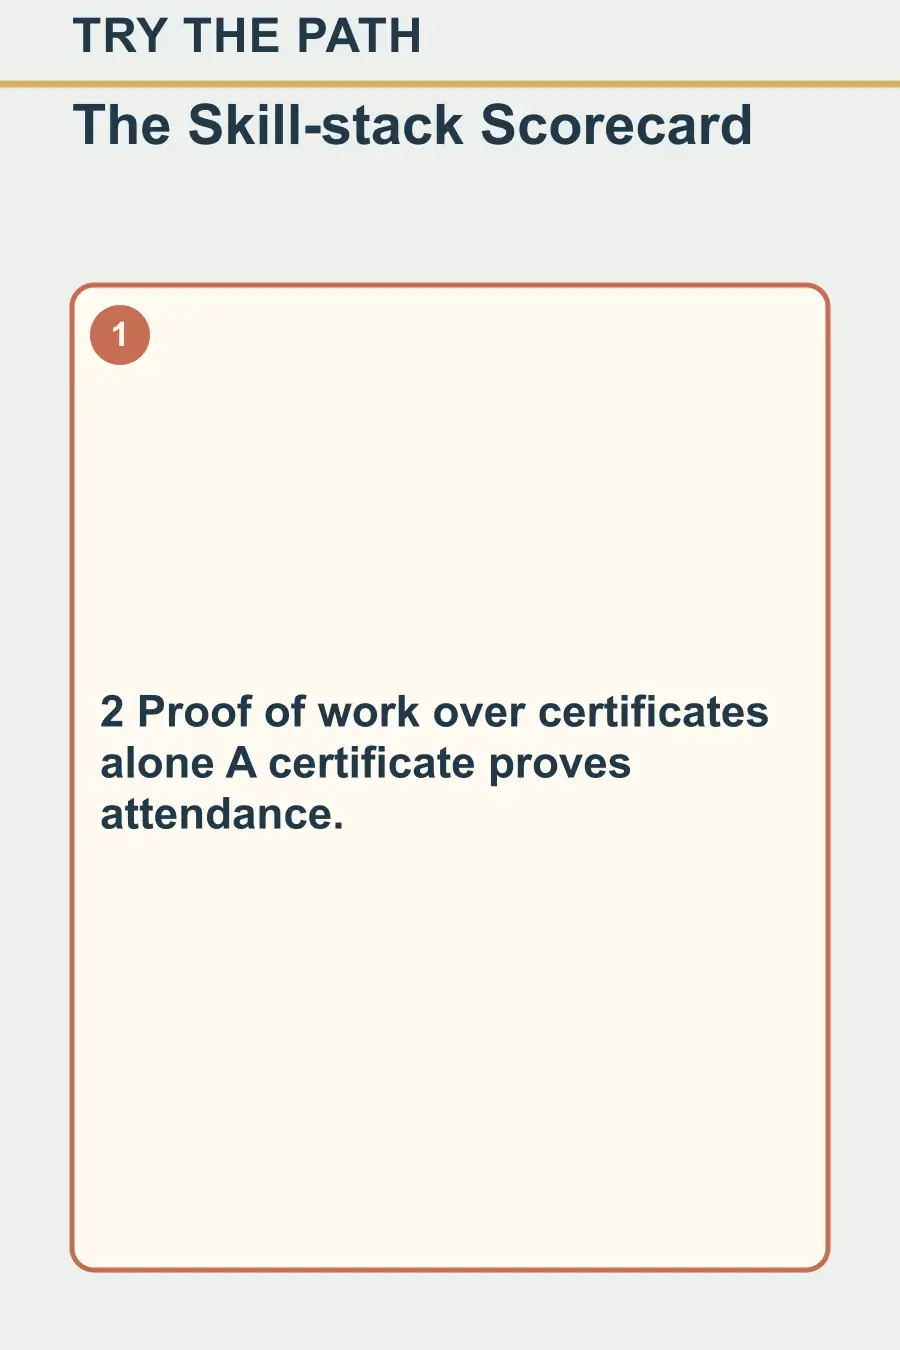 TRY THE PATH
The Skill-stack Scorecard
1
2 Proof of work over certificates
alone A certificate proves
attendance.